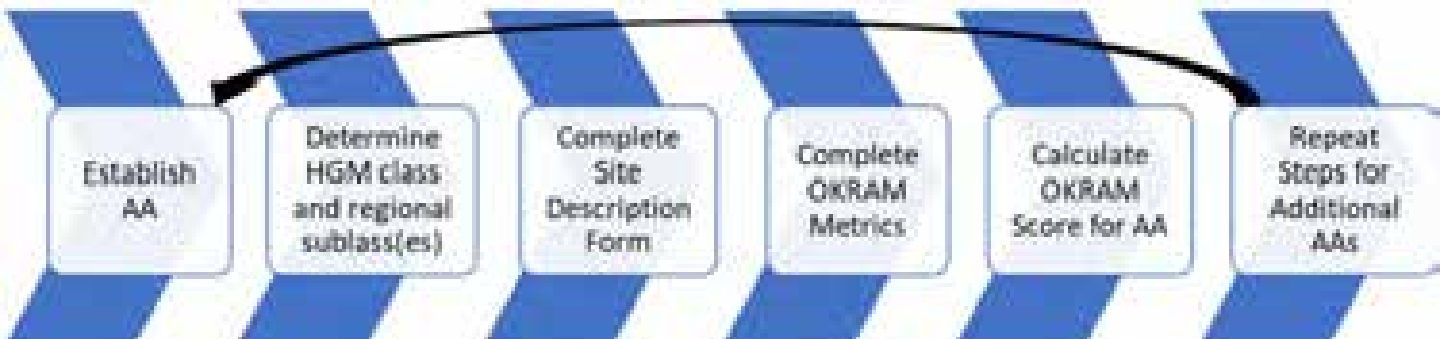 Establish
AA
Determine
HGM class
and regional
sublass(es)
Complete
Site
Description
Form
Complete
OKRAM
Metrics
Calculate
OKRAM
Score for AA
Repeat
Steps for
Additional
AAs